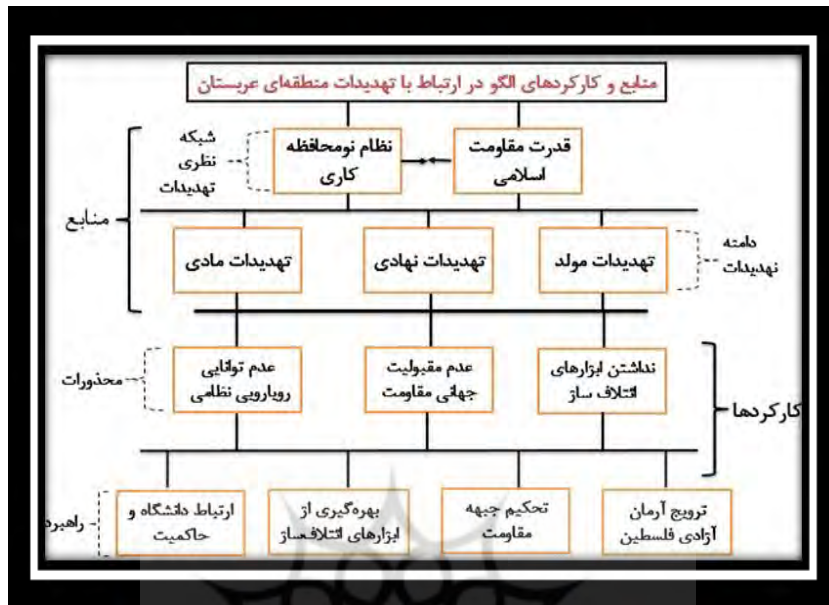 منابع و کارکردهای الگو در ارتباط با تهدیدات منطقه‌ای عربستان
قدرت مقاومت
اسلامی
نظام نومحافظه
کاری
شبکه
نظری
تهدیدات
منابع
تهدیدات مولد
تهدیدات نهادی
تهدیدات مادی
دامنه
تهدیدات
نداشتن ابزارهای
ائتلاف ساز
عدم مقبولیت
جهانی مقاومت
عدم توانایی
رویارویی نظامی
محذورات
کارکردها
ترویج آرمان
آزادی فلسطین
تحکیم جبهه
مقاومت
بهره‌گیری از
ابزارهای ائتلاف‌ساز
ارتباط دانشگاه و
حاکمیت
راهبرد